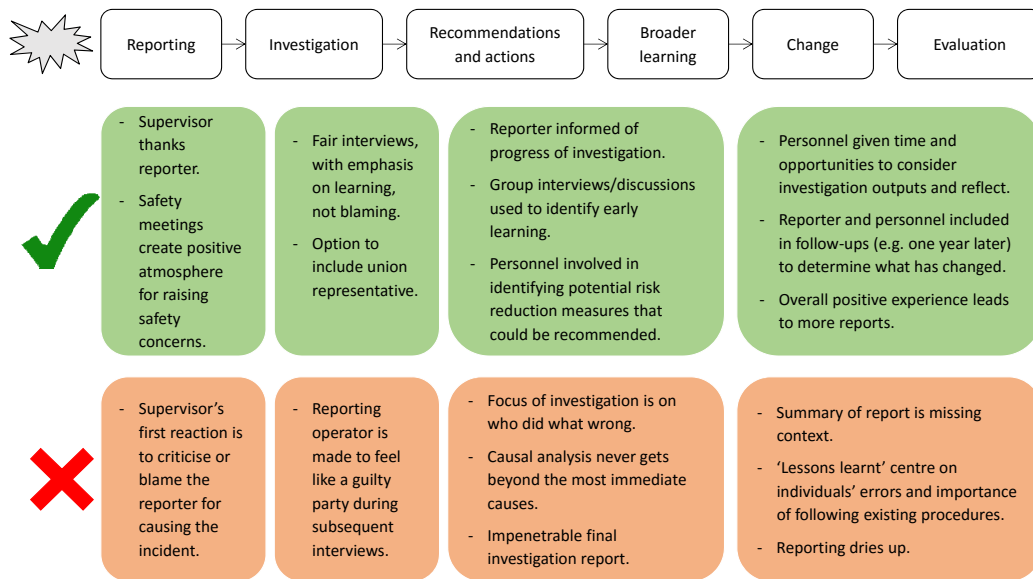 Reporting
Investigation
Recommendations
and actions
Broader
learning
Change
Evaluation
- Supervisor
thanks
reporter.
- Safety
meetings
create positive
atmosphere
for raising
safety
concerns.
- Fair interviews,
with emphasis
on learning,
not blaming.
- Option to
include union
representative.
- Reporter informed of
progress of investigation.
- Group interviews/discussions
used to identify early
learning.
- Personnel involved in
identifying potential risk
reduction measures that
could be recommended.
- Personnel given time and
opportunities to consider
investigation outputs and reflect.
- Reporter and personnel included
in follow-ups (e.g. one year later)
to determine what has changed.
- Overall positive experience leads
to more reports.
- Supervisor’s
first reaction is
to criticise or
blame the
reporter for
causing the
incident.
- Reporting
operator is
made to feel
like a guilty
party during
subsequent
interviews.
- Focus of investigation is on
who did what wrong.
- Causal analysis never gets
beyond the most immediate
causes.
- Impenetrable final
investigation report.
- Summary of report is missing
context.
- ‘Lessons learnt’ centre on
individuals’ errors and importance
of following existing procedures.
- Reporting dries up.